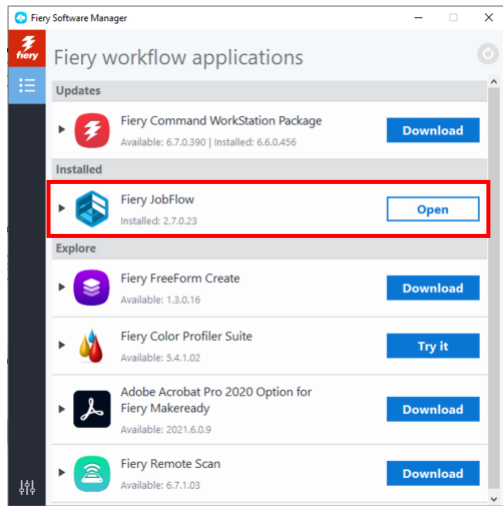 Fiery Software Manager
fiery
Fiery workflow applications
Updates
Fiery Command WorkStation Package
Available: 6.7.0.390 | Installed: 6.6.0.456
Download
Installed
Fiery JobFlow
Installed: 2.7.0.23
Open
Explore
Fiery FreeForm Create
Available: 1.3.0.16
Download
Fiery Color Profiler Suite
Available: 5.4.1.02
Try it
Adobe Acrobat Pro 2020 Option for
Fiery Makeready
Available: 2021.6.0.9
Download
Fiery Remote Scan
Available: 6.7.1.03
Download